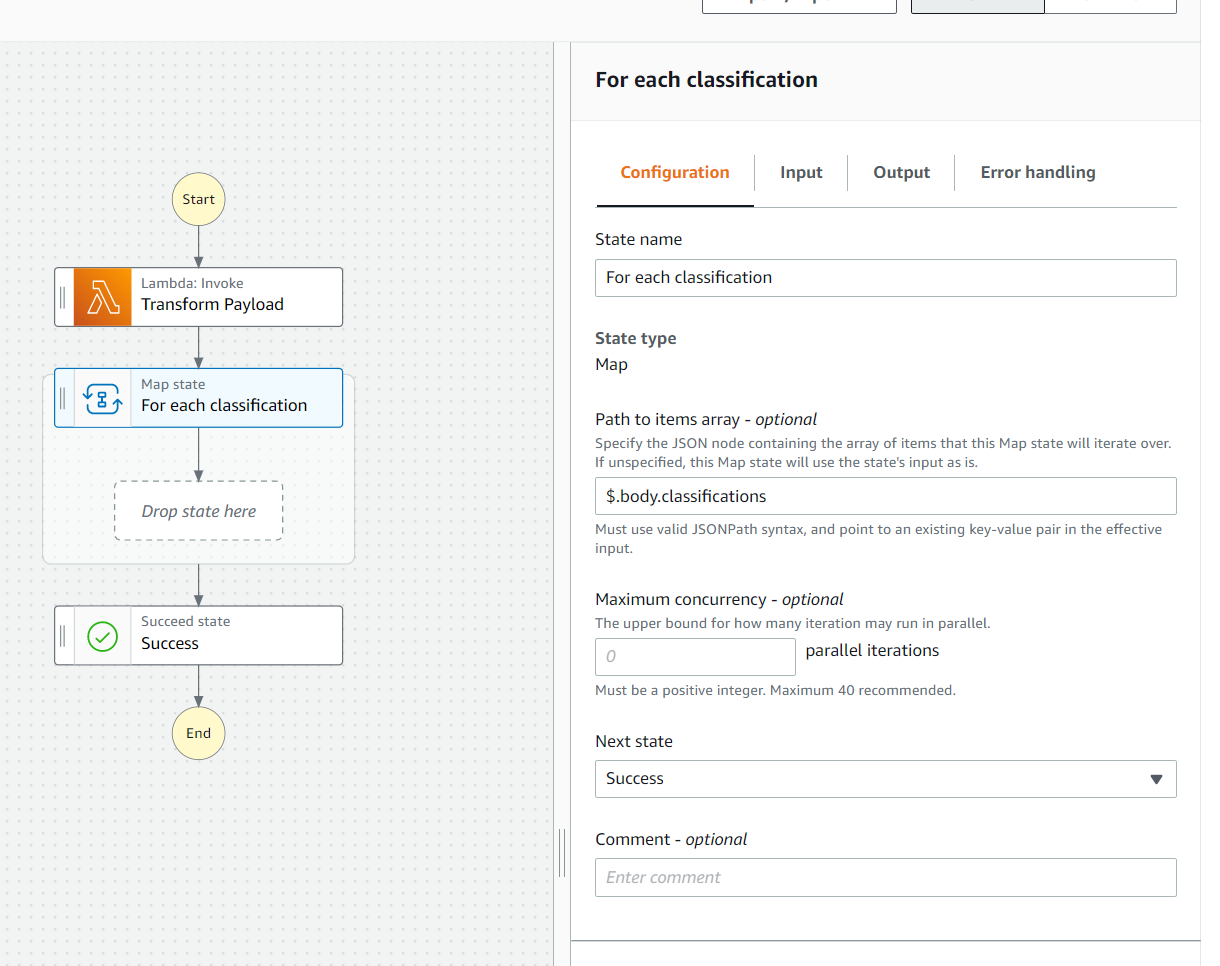 Start
Lambda: Invoke
Transform Payload
Map state
For each classification
Drop state here
Succeed state
Success
End
For each classification
Configuration
Input
Output
Error handling
State name
For each classification
State type
Map
Path to items array - optional
Specify the JSON node containing the array of items that this Map state will iterate over.
If unspecified, this Map state will use the state's input as is.
$.body.classifications
Must use valid JSONPath syntax, and point to an existing key-value pair in the effective
input.
Maximum concurrency - optional
The upper bound for how many iteration may run in parallel.
0
parallel iterations
Must be a positive integer. Maximum 40 recommended.
Next state
Success
Comment - optional
Enter comment